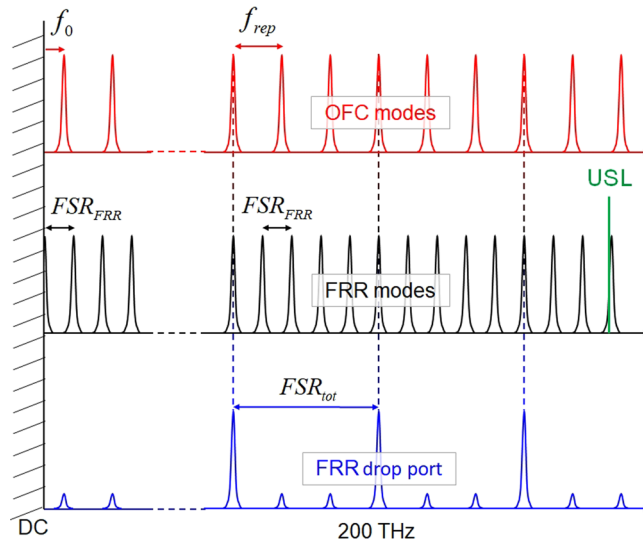 f0 frep
OFC modes
USL
FSRFRR FSRFRR
FRR modes
FSRtot
FRR drop port
DC 200 THz